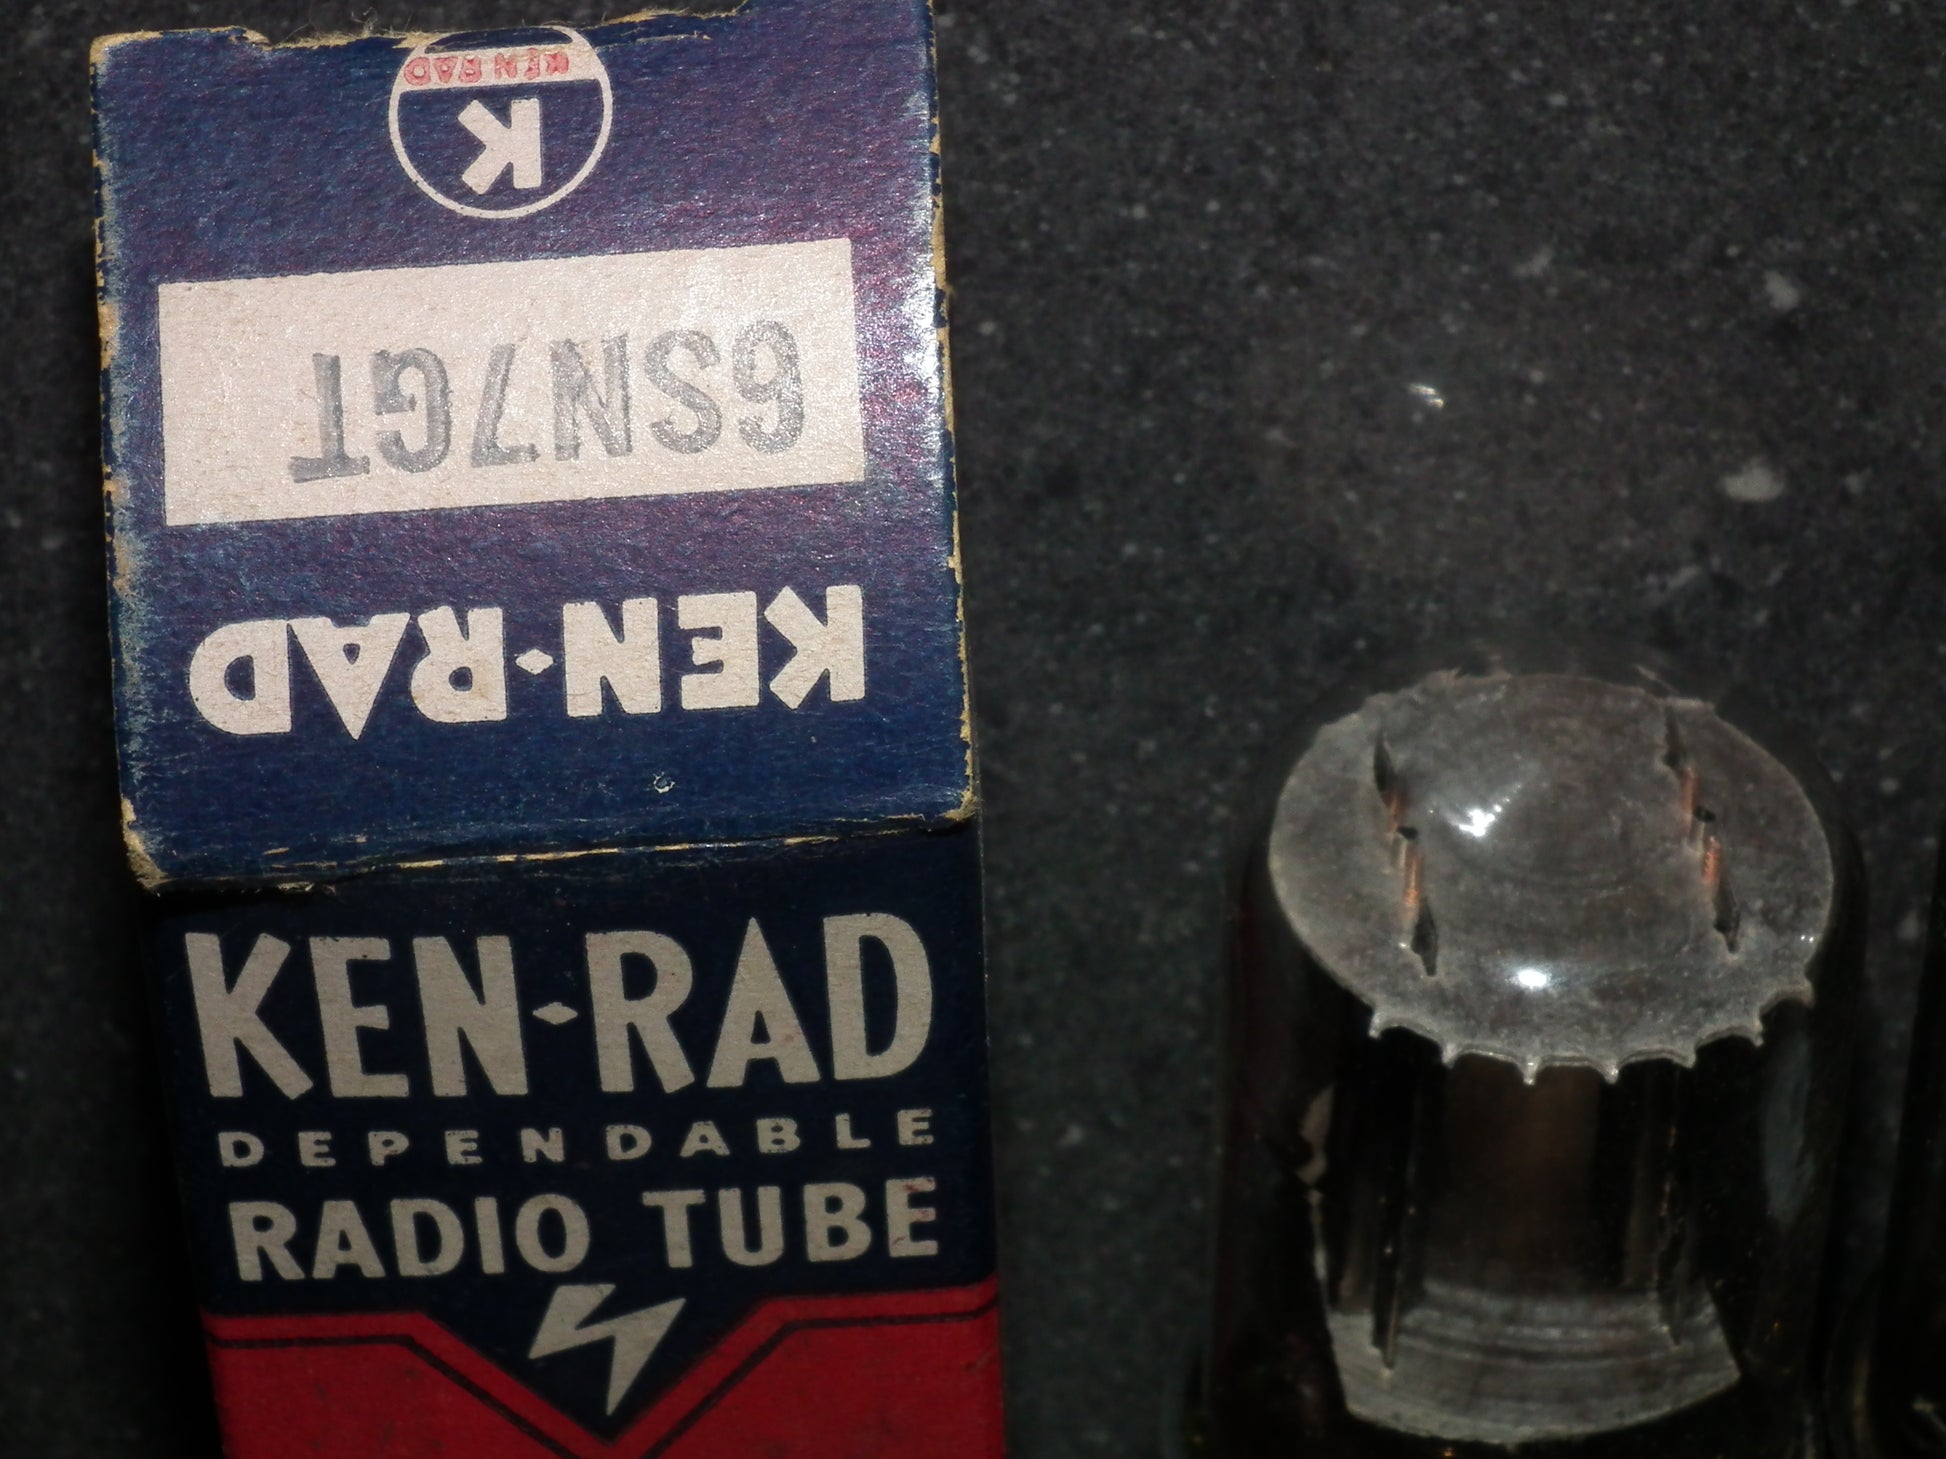 KEN-RAD
K
6SN7GT
KEN·RAD
KEN·RAD
DEPENDABLE
RADIO TUBE